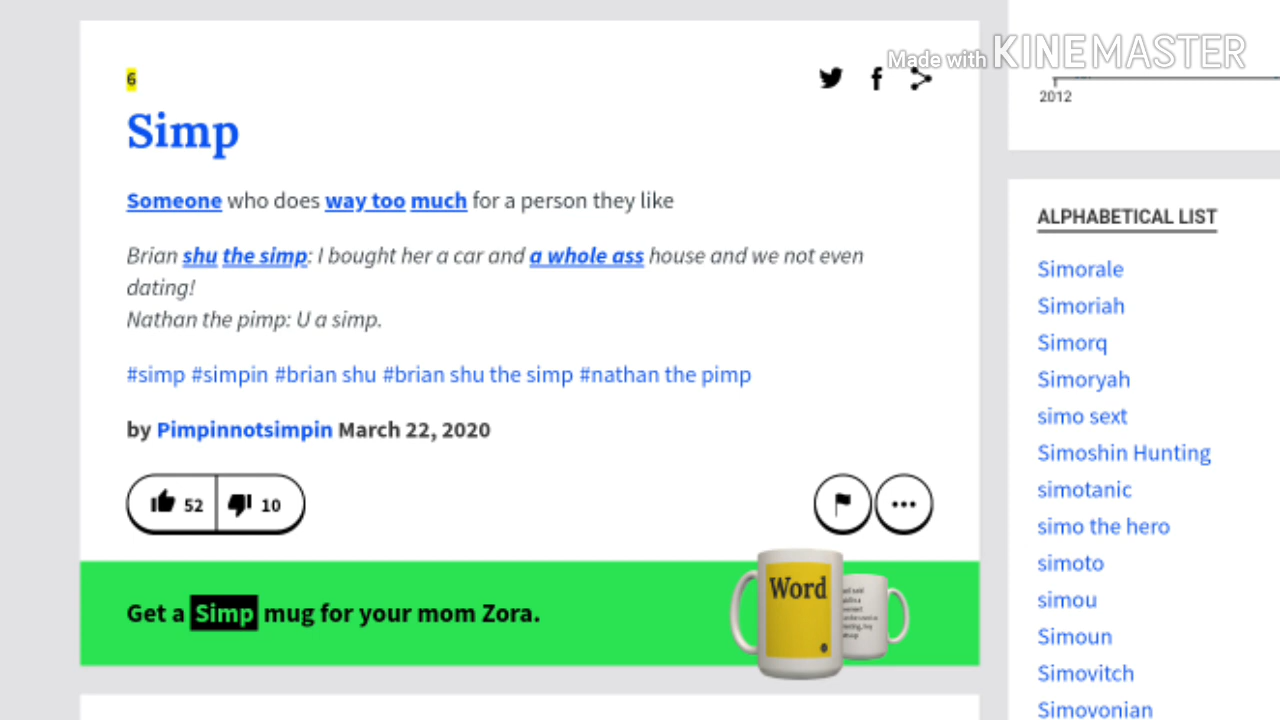 Made with KINEMASTER
6
Simp
Someone who does way too much for a person they like
Brian shu the simp: I bought her a car and a whole ass house and we not even
dating!
Nathan the pimp: U a simp.
#simp #simpin #brian shu #brian shu the simp #nathan the pimp
by Pimpinnotsimpin March 22, 2020
52 10
Get a Simp mug for your mom Zora.
Word
2012
ALPHABETICAL LIST
Simorale
Simoriah
Simorq
Simoryah
simo sext
Simoshin Hunting
simotanic
simo the hero
simoto
simou
Simoun
Simovitch
Simovonian